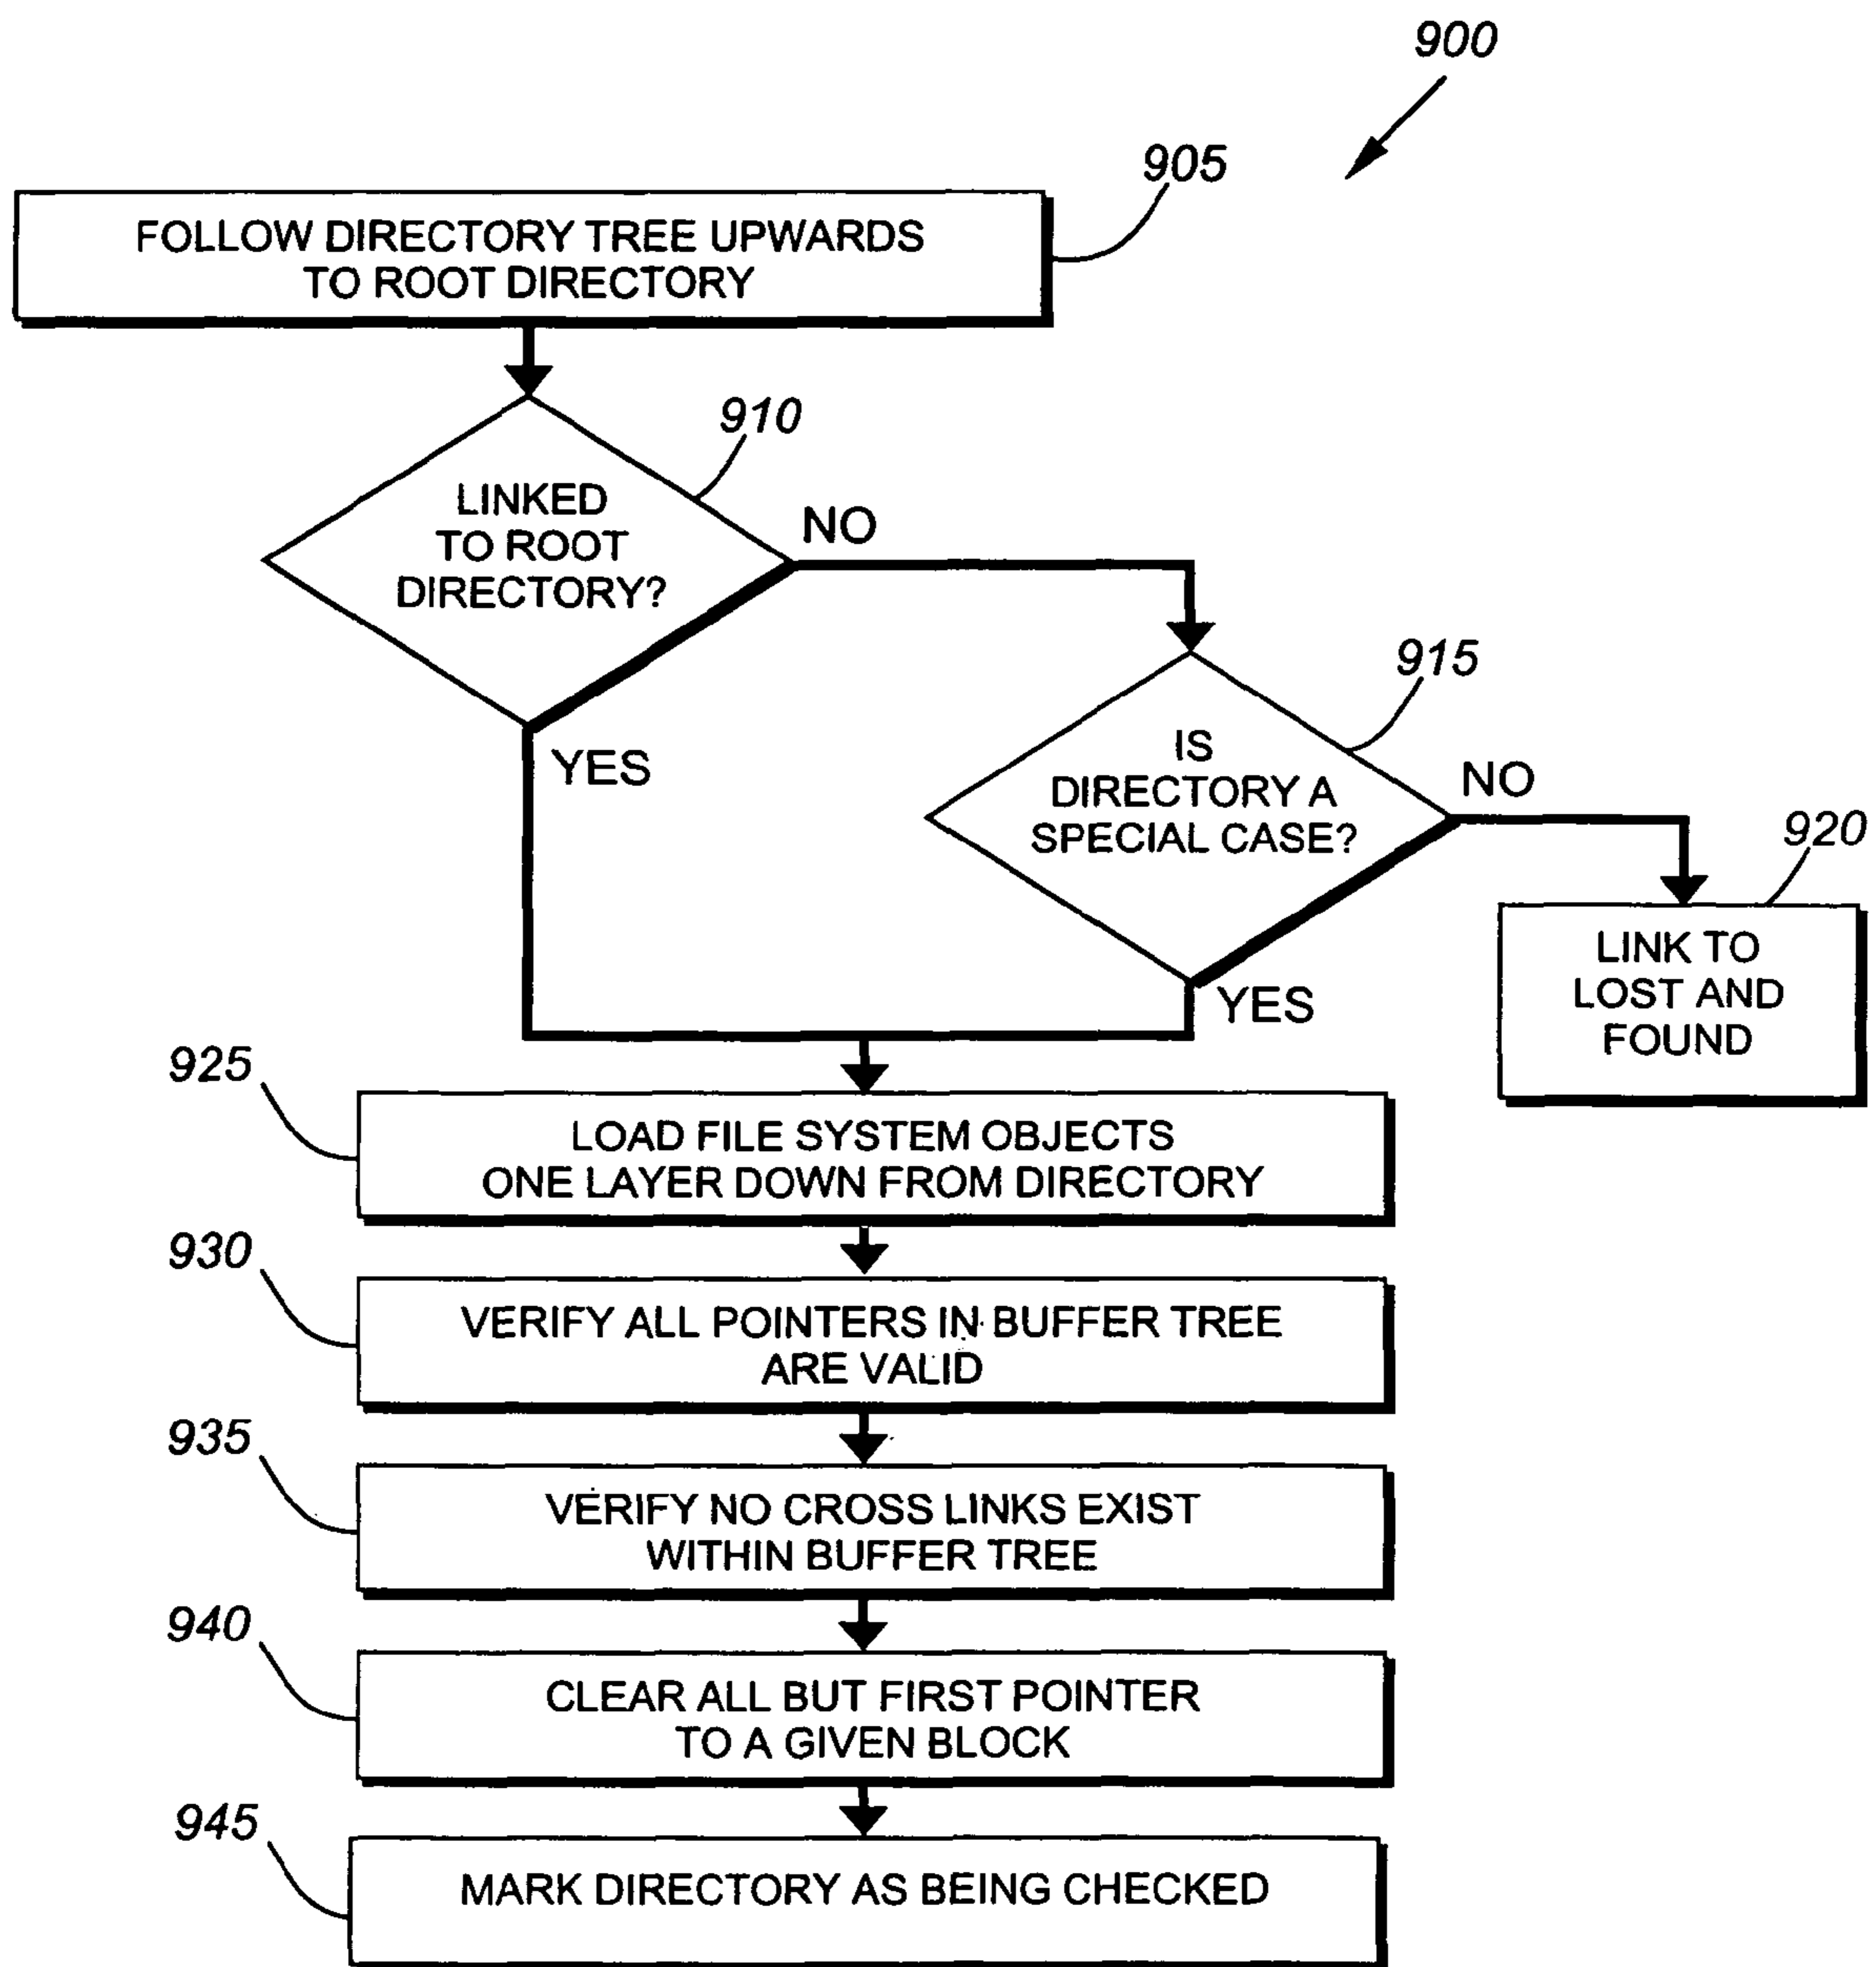 900
905
FOLLOW DIRECTORY TREE UPWARDS
TO ROOT DIRECTORY
910
LINKED
TO ROOT
DIRECTORY?
NO
YES
915
IS
DIRECTORY A
SPECIAL CASE?
NO
YES
920
LINK TO
LOST AND
FOUND
925
LOAD FILE SYSTEM OBJECTS
ONE LAYER DOWN FROM DIRECTORY
930
VERIFY ALL POINTERS IN BUFFER TREE
ARE VALID
935
VERIFY NO CROSS LINKS EXIST
WITHIN BUFFER TREE
940
CLEAR ALL BUT FIRST POINTER
TO A GIVEN BLOCK
945
MARK DIRECTORY AS BEING CHECKED